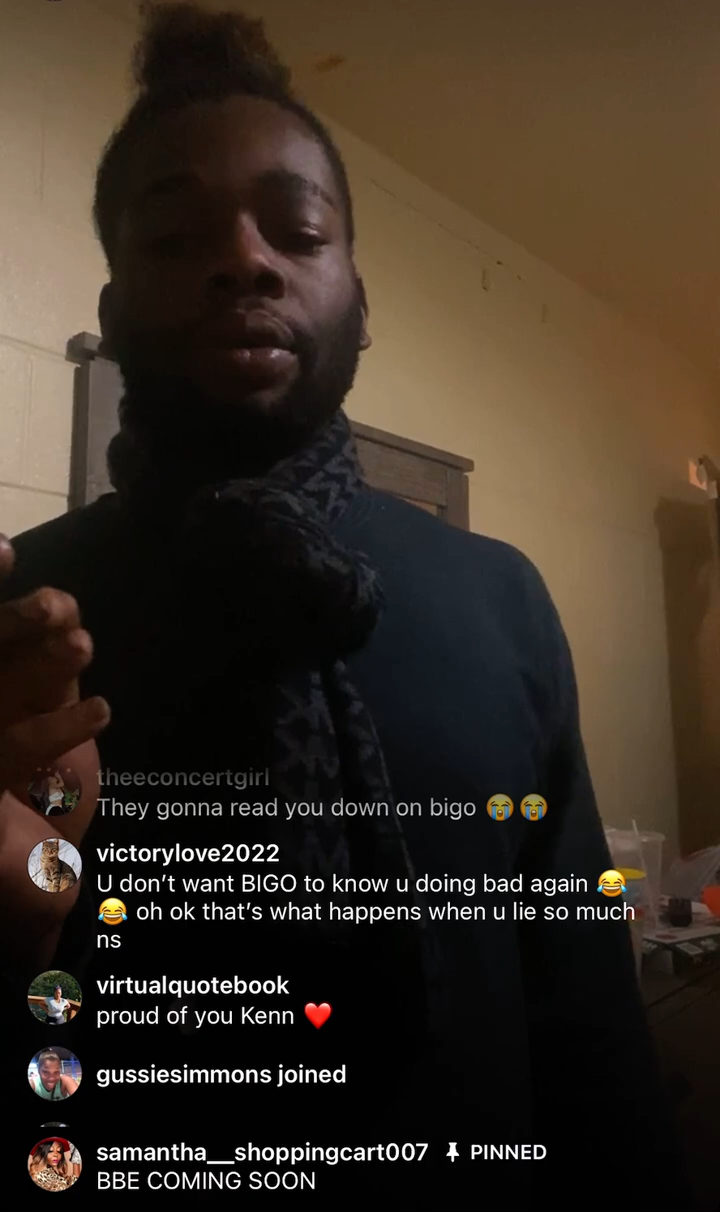 theeconcertgirl
They gonna read you down on bigo 😭😭
victorylove2022
U don’t want BIGO to know u doing bad again 😂
😂 oh ok that’s what happens when u lie so much
ns
virtualquotebook
proud of you Kenn ❤️
gussiesimmons joined
samantha__shoppingcart007 📌 PINNED
BBE COMING SOON